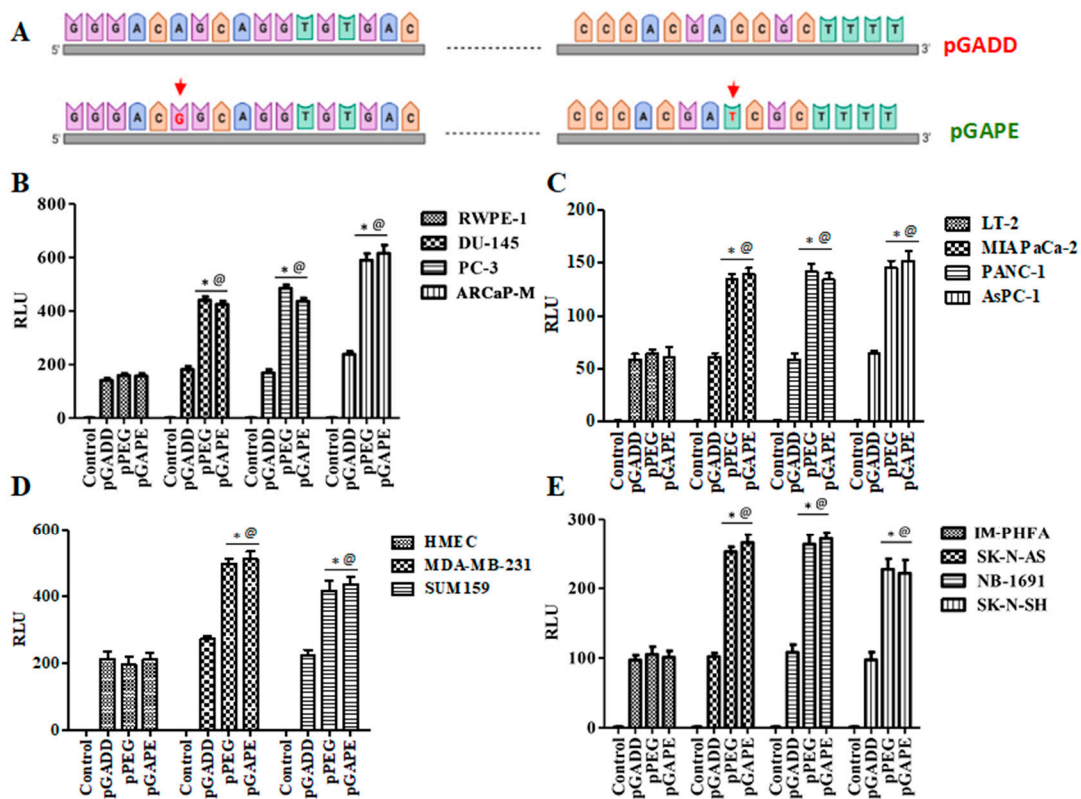 A
G G G A C A G C A G G T G T G A C
C C C A C G A C C G C T T T T
5' 3'
pGADD
G G G A C G G C A G G T G T G A C
C C C A C G A T C G C T T T T
5' 3'
pGAPE
B
800
600
400
200
0
RLU
RWPE-1
DU-145
PC-3
ARCaP-M
* @
* @
* @
Control pGADD pPEG pGAPE Control pGADD pPEG pGAPE Control pGADD pPEG pGAPE Control pGADD pPEG pGAPE
C
200
150
100
50
0
RLU
LT-2
MIAPaCa-2
PANC-1
AsPC-1
* @
* @
* @
Control pGADD pPEG pGAPE Control pGADD pPEG pGAPE Control pGADD pPEG pGAPE Control pGADD pPEG pGAPE
D
600
400
200
0
RLU
HMEC
MDA-MB-231
SUM159
* @
* @
Control pGADD pPEG pGAPE Control pGADD pPEG pGAPE Control pGADD pPEG pGAPE
E
300
200
100
0
RLU
IM-PHFA
SK-N-AS
NB-1691
SK-N-SH
* @
* @
* @
Control pGADD pPEG pGAPE Control pGADD pPEG pGAPE Control pGADD pPEG pGAPE Control pGADD pPEG pGAPE